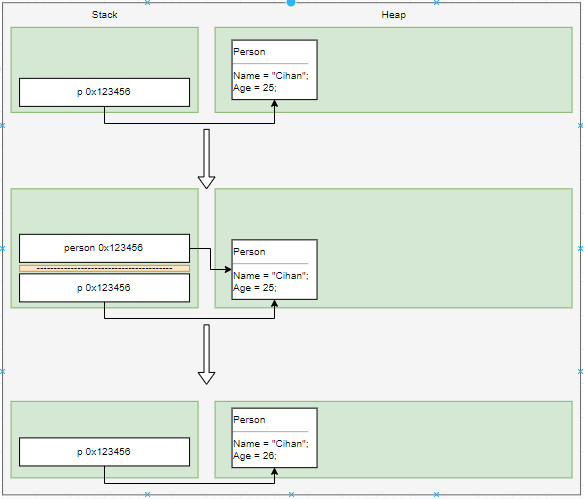 Stack
Heap
Person
Name = "Cihan";
Age = 25;
p 0x123456
person 0x123456
----------------------------------------
p 0x123456
Person
Name = "Cihan";
Age = 25;
Person
Name = "Cihan";
Age = 26;
p 0x123456